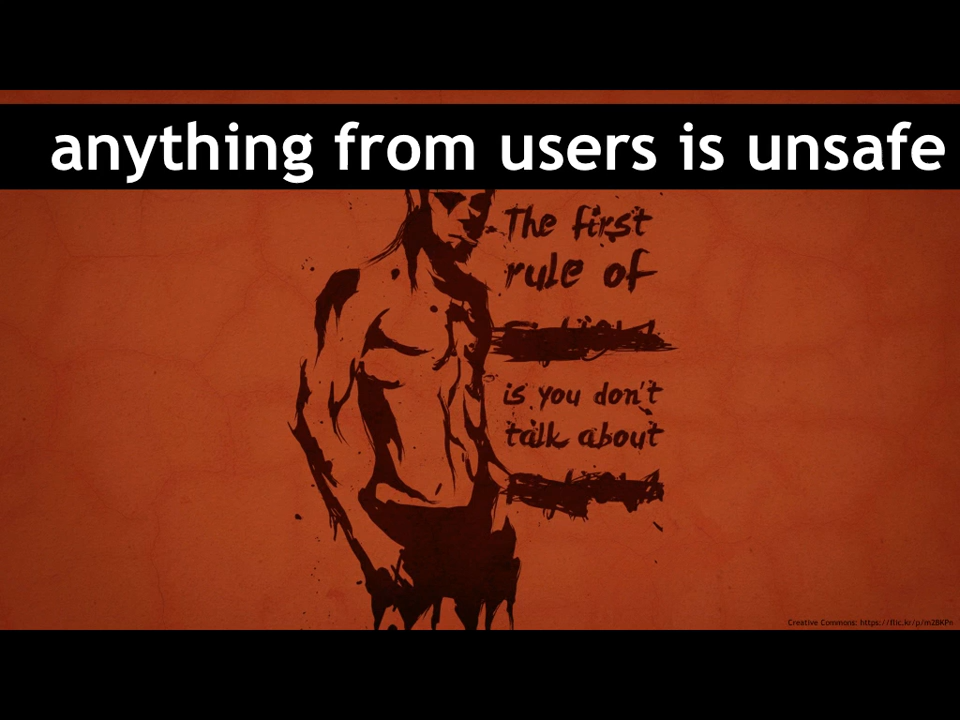 anything from users is unsafe
The first
rule of
is you don't
talk about
Creative Commons: https://flic.kr/p/m2BKPn